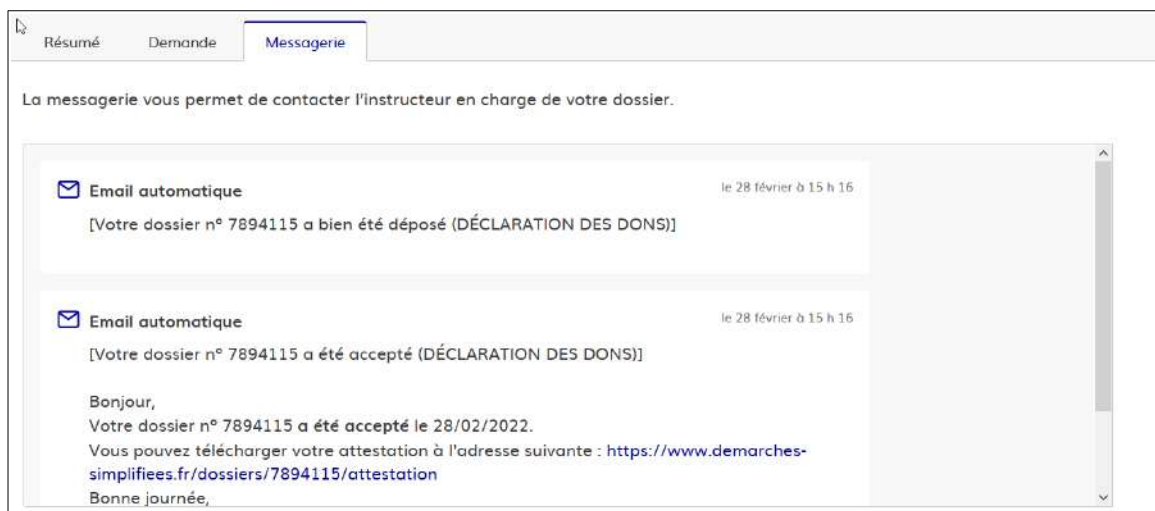 Résumé Demande Messagerie
La messagerie vous permet de contacter l'instructeur en charge de votre dossier.
Email automatique le 28 février à 15 h 16
[Votre dossier nº 7894115 a bien été déposé (DÉCLARATION DES DONS)]
Email automatique le 28 février à 15 h 16
[Votre dossier nº 7894115 a été accepté (DÉCLARATION DES DONS)]
Bonjour,
Votre dossier nº 7894115 a été accepté le 28/02/2022.
Vous pouvez télécharger votre attestation à l'adresse suivante : https://www.demarches-
simplifiees.fr/dossiers/7894115/attestation
Bonne journée,